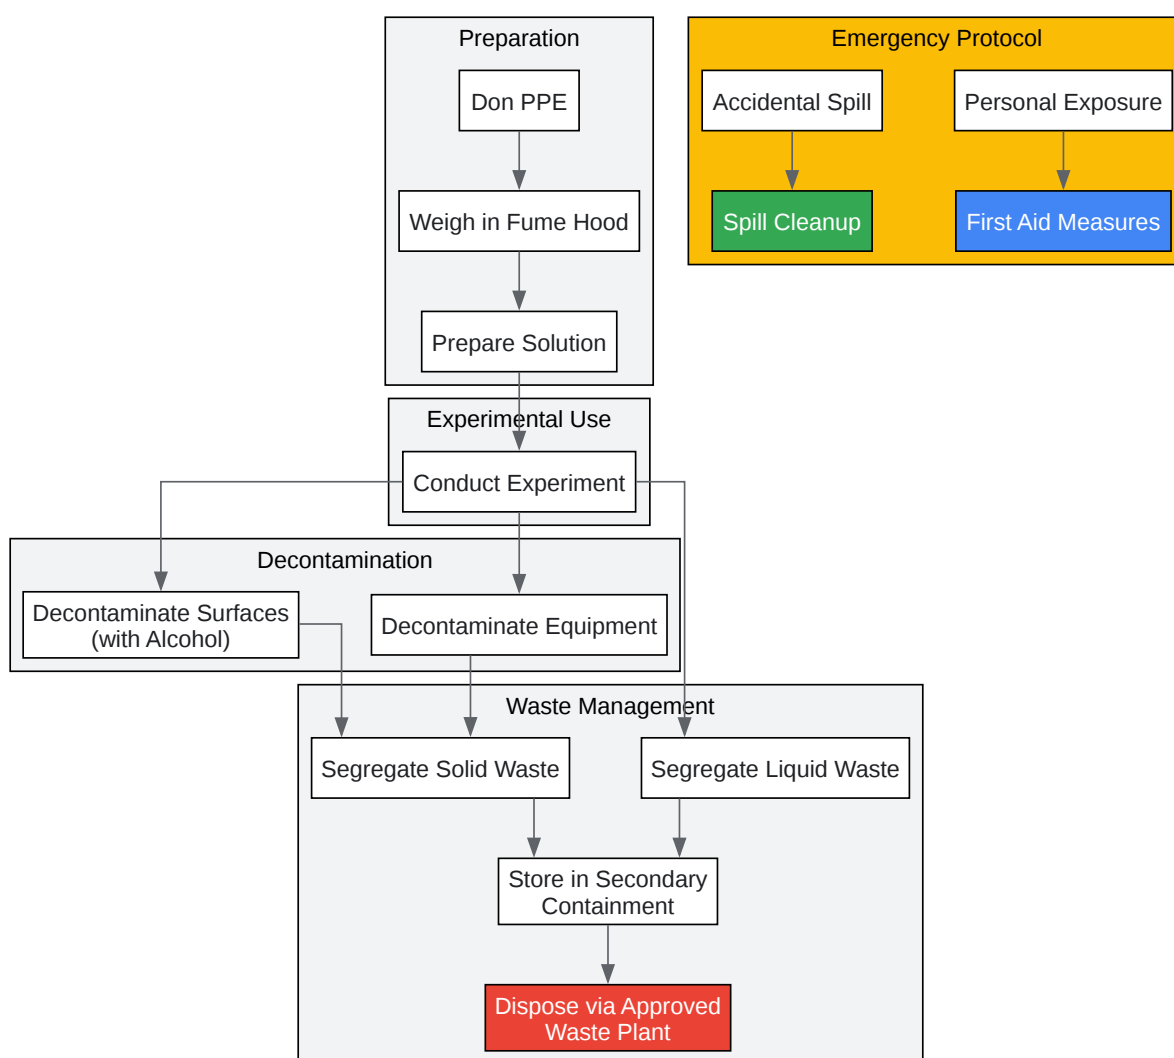 Preparation
Don PPE
Weigh in Fume Hood
Prepare Solution
Emergency Protocol
Accidental Spill
Personal Exposure
Spill Cleanup
First Aid Measures
Experimental Use
Conduct Experiment
Decontamination
Decontaminate Surfaces
(with Alcohol)
Decontaminate Equipment
Waste Management
Segregate Solid Waste
Segregate Liquid Waste
Store in Secondary
Containment
Dispose via Approved
Waste Plant